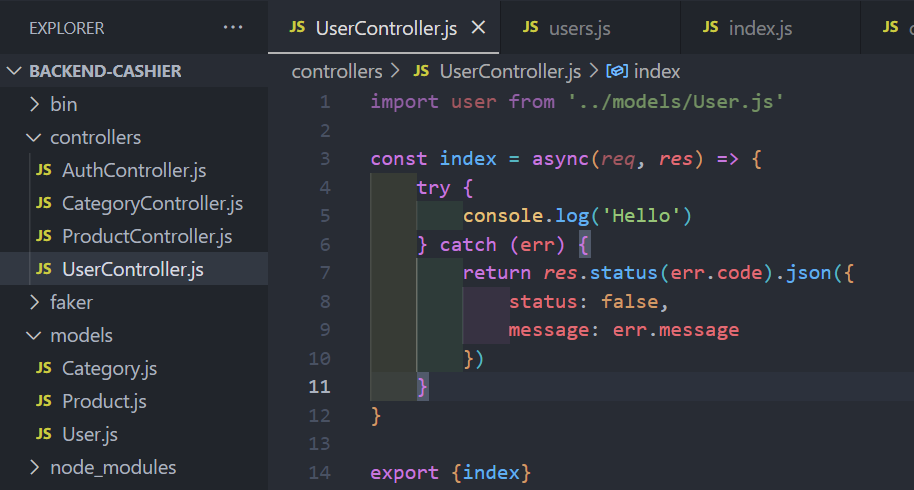 EXPLORER ···
BACKEND-CASHIER
bin
controllers
JS AuthController.js
JS CategoryController.js
JS ProductController.js
JS UserController.js
faker
models
JS Category.js
JS Product.js
JS User.js
node_modules
JS UserController.js JS users.js JS index.js JS
controllers > JS UserController.js > index
1 import user from '../models/User.js'
2
3 const index = async(req, res) => {
4 try {
5 console.log('Hello')
6 } catch (err) {
7 return res.status(err.code).json({
8 status: false,
9 message: err.message
10 })
11 }
12 }
13
14 export {index}